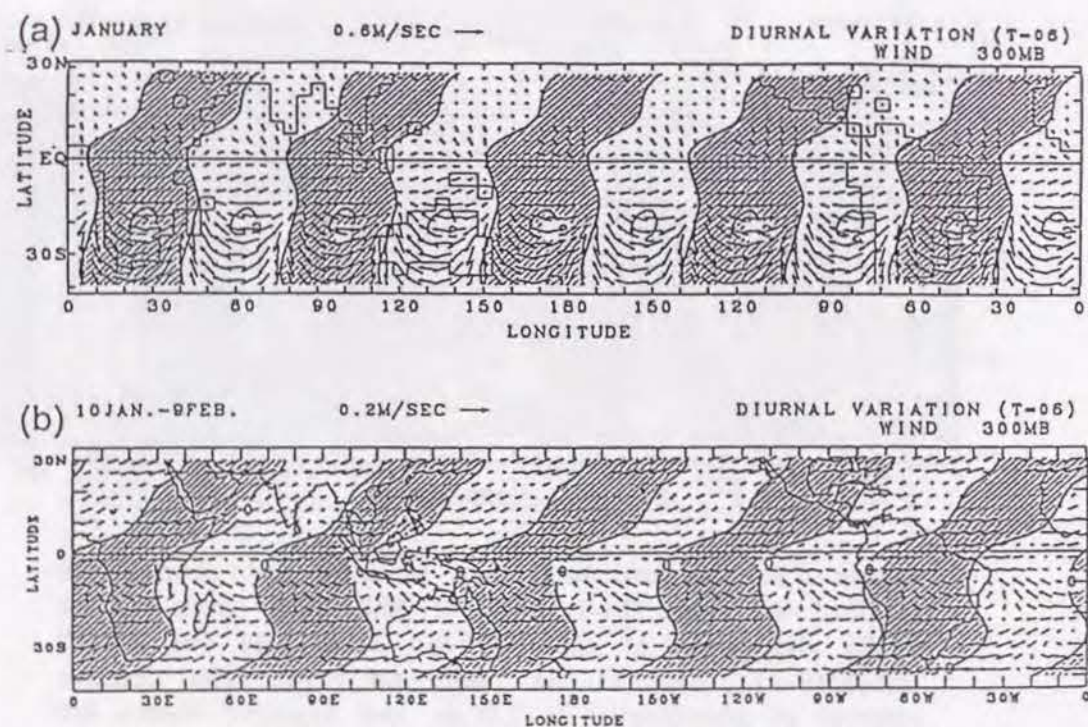 (a) JANUARY 0.6M/SEC → DIURNAL VARIATION (T-06)
WIND 300MB
30N
EQ
30S
LATITUDE
0 30 60 90 120 150 180 150 120 90 60 30 0
LONGITUDE
(b) 10JAN.-9FEB. 0.2M/SEC → DIURNAL VARIATION (T-06)
WIND 300MB
30N
0
30S
LATITUDE
0 30E 60E 90E 120E 150E 180 150W 120W 90W 60W 30W 0
LONGITUDE